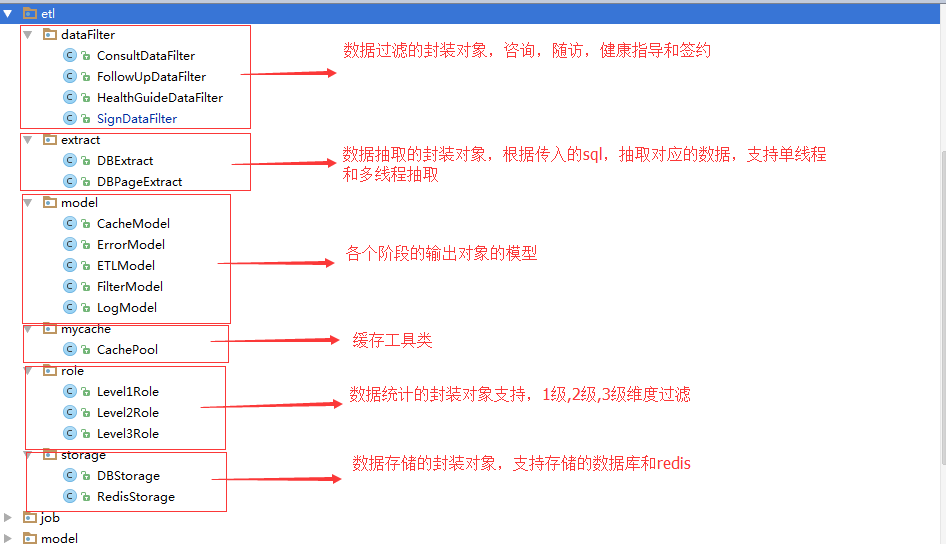 etl
dataFilter
ConsultDataFilter
数据过滤的封装对象，咨询，随访，健康指导和签约
FollowUpDataFilter
HealthGuideDataFilter
SignDataFilter
extract
DBExtract
数据抽取的封装对象，根据传入的sql，抽取对应的数据，支持单线程
和多线程抽取
DBPageExtract
model
CacheModel
ErrorModel
各个阶段的输出对象的模型
ETLModel
FilterModel
LogModel
mycache
缓存工具类
CachePool
role
Level1Role
数据统计的封装对象支持，1级,2级,3级维度过滤
Level2Role
Level3Role
storage
数据存储的封装对象，支持存储的数据库和redis
DBStorage
RedisStorage
job
model